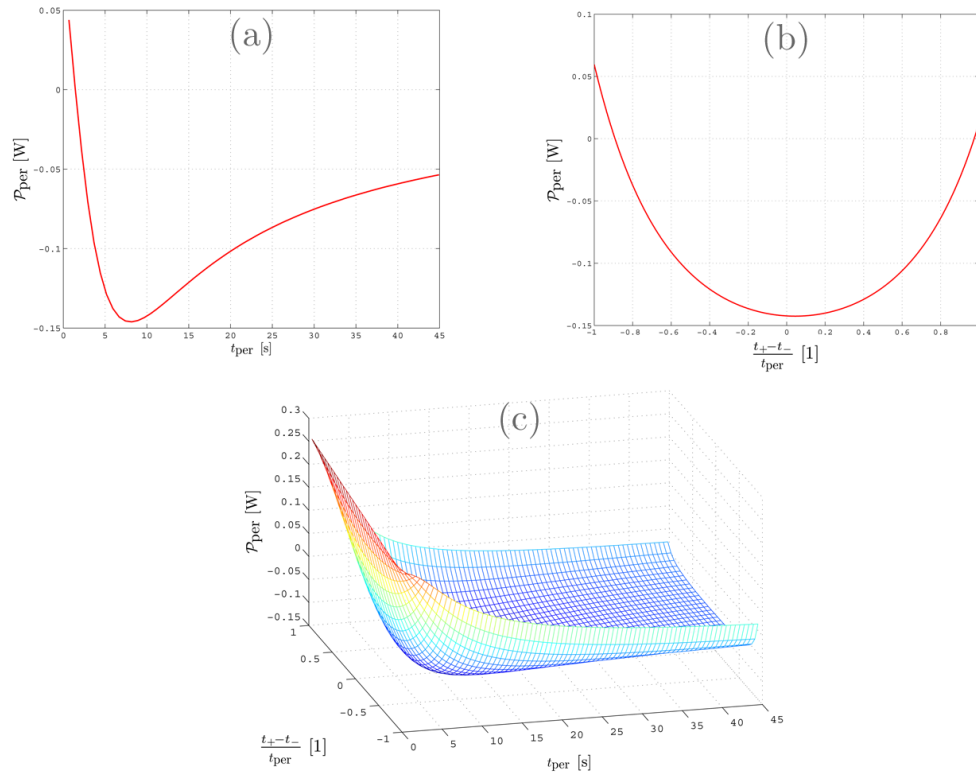 (a)
0.05
0
-0.05
-0.1
-0.15
0 5 10 15 20 25 30 35 40 45
𝒫per [W]
tper [s]
(b)
0.1
0.05
0
-0.05
-0.1
-0.15
-1 -0.8 -0.6 -0.4 -0.2 0 0.2 0.4 0.6 0.8
𝒫per [W]
t+−t−
tper
[1]
(c)
0.3
0.25
0.2
0.15
0.1
0.05
0
-0.05
-0.1
-0.15
𝒫per [W]
1
0.5
0
-0.5
-1
t+−t−
tper
[1]
0 5 10 15 20 25 30 35 40 45
tper [s]